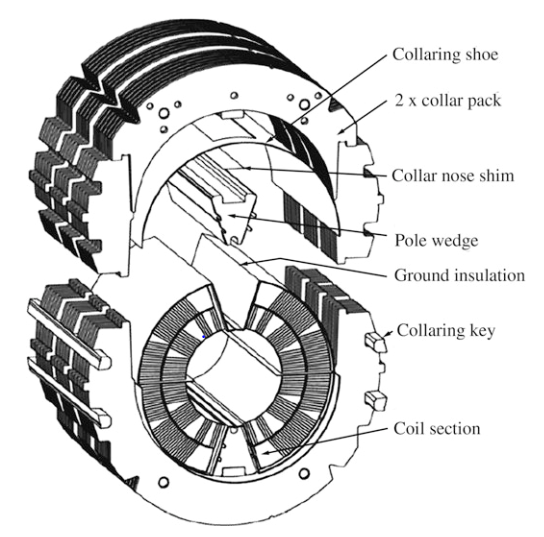 Collaring shoe
2 x collar pack
Collar nose shim
Pole wedge
Ground insulation
Collaring key
Coil section